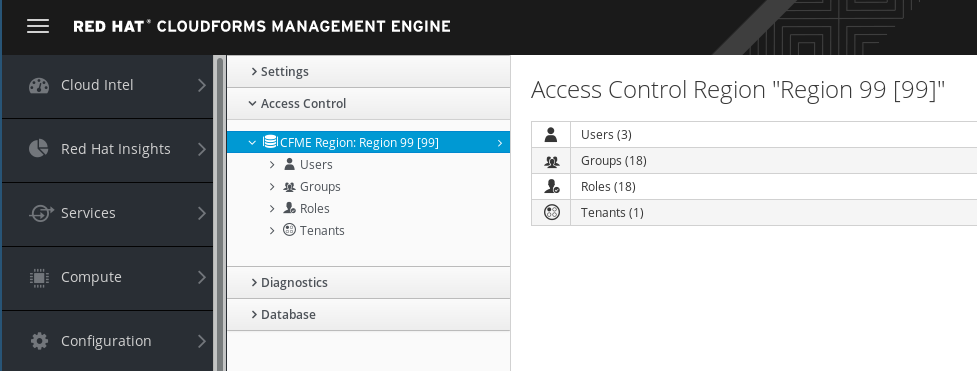 RED HAT® CLOUDFORMS MANAGEMENT ENGINE
Cloud Intel
Red Hat Insights
Services
Compute
Configuration
Settings
Access Control
CFME Region: Region 99 [99]
Users
Groups
Roles
Tenants
Diagnostics
Database
Access Control Region "Region 99 [99]"
Users (3)
Groups (18)
Roles (18)
Tenants (1)